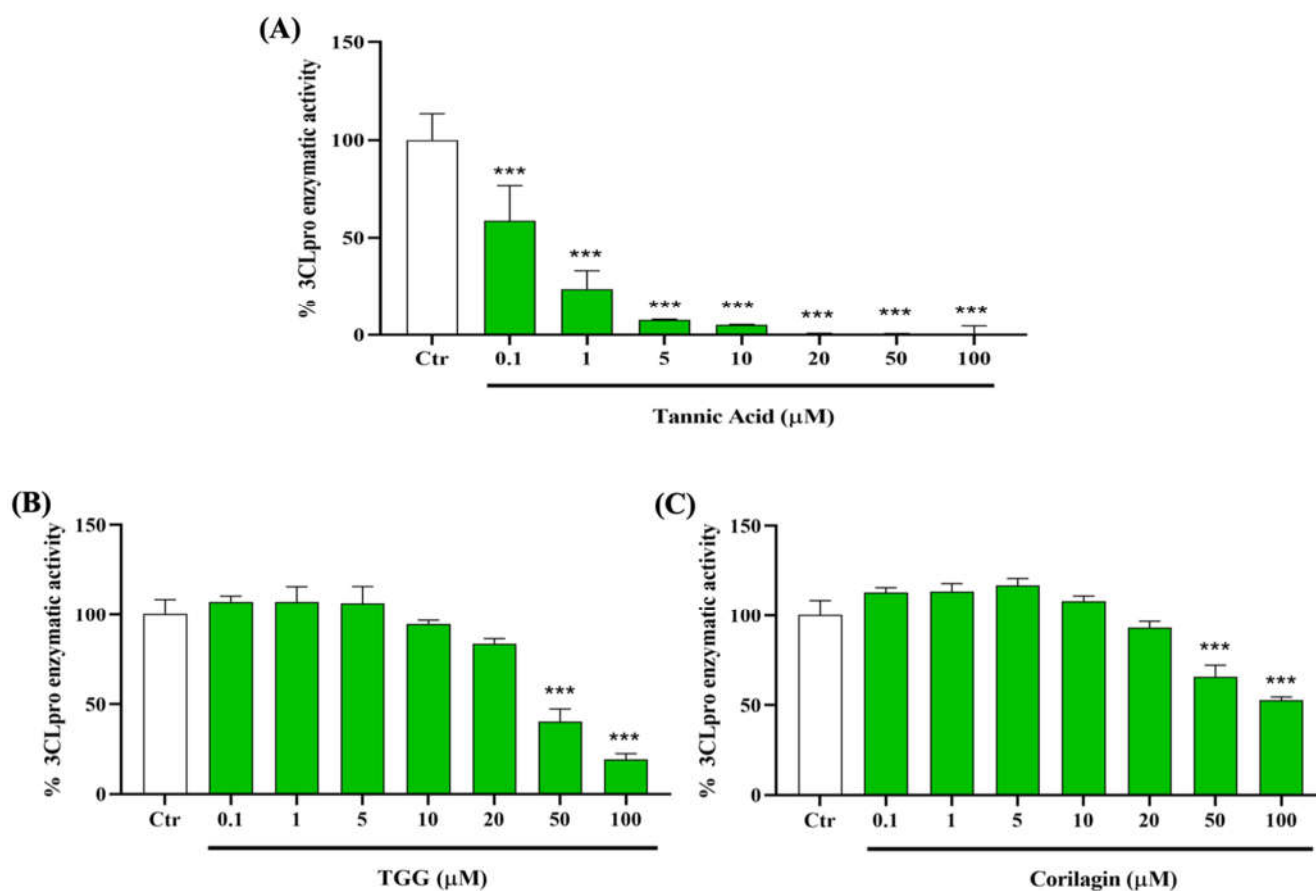 (A)
% 3CLpro enzymatic activity
150
100
50
0
***
***
***
***
***
***
***
Ctr 0.1 1 5 10 20 50 100
Tannic Acid (μM)
(B)
% 3CLpro enzymatic activity
150
100
50
0
***
***
Ctr 0.1 1 5 10 20 50 100
TGG (μM)
(C)
% 3CLpro enzymatic activity
150
100
50
0
***
***
Ctr 0.1 1 5 10 20 50 100
Corilagin (μM)